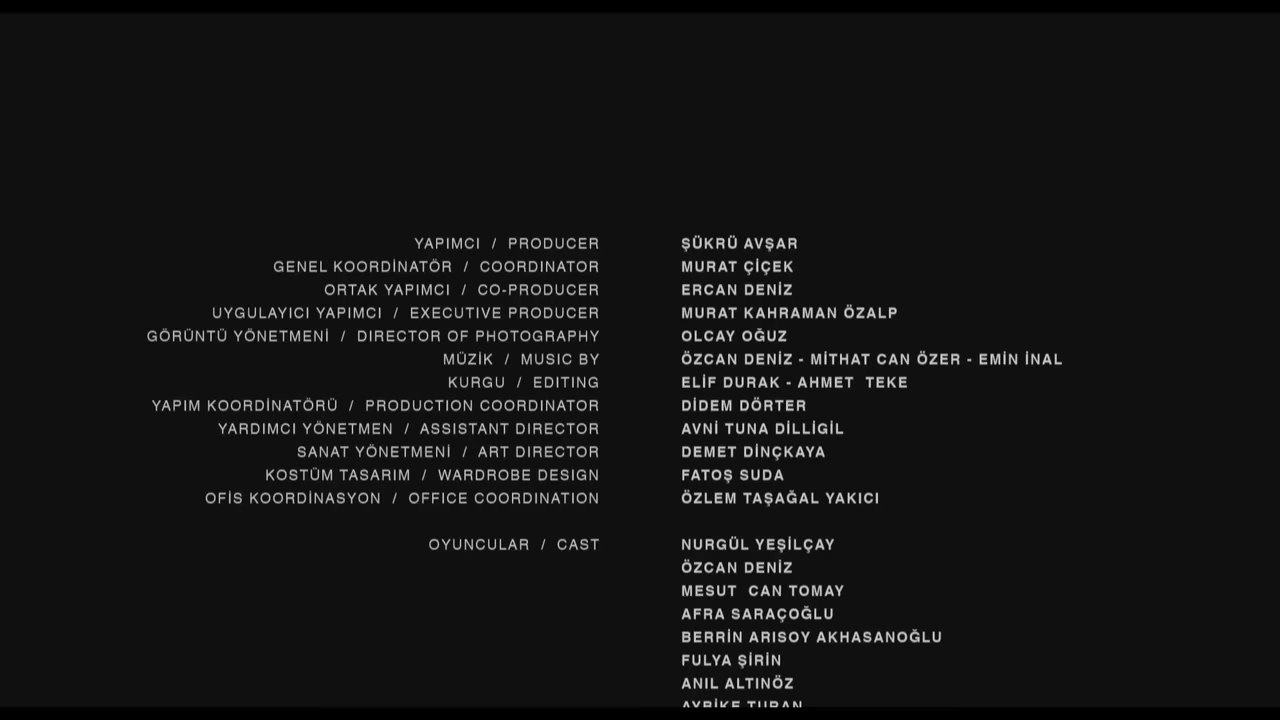 YAPIMCI / PRODUCER ŞÜKRÜ AVŞAR
GENEL KOORDİNATÖR / COORDINATOR MURAT ÇİÇEK
ORTAK YAPIMCI / CO-PRODUCER ERCAN DENİZ
UYGULAYICI YAPIMCI / EXECUTIVE PRODUCER MURAT KAHRAMAN ÖZALP
GÖRÜNTÜ YÖNETMENİ / DIRECTOR OF PHOTOGRAPHY OLCAY OĞUZ
MÜZİK / MUSIC BY ÖZCAN DENİZ - MİTHAT CAN ÖZER - EMİN İNAL
KURGU / EDITING ELİF DURAK - AHMET TEKE
YAPIM KOORDİNATÖRÜ / PRODUCTION COORDINATOR DİDEM DÖRTER
YARDIMCI YÖNETMEN / ASSISTANT DIRECTOR AVNİ TUNA DİLLİGİL
SANAT YÖNETMENİ / ART DIRECTOR DEMET DİNÇKAYA
KOSTÜM TASARIM / WARDROBE DESIGN FATOŞ SUDA
OFİS KOORDİNASYON / OFFICE COORDINATION ÖZLEM TAŞAĞAL YAKICI
OYUNCULAR / CAST NURGÜL YEŞİLÇAY
ÖZCAN DENİZ
MESUT CAN TOMAY
AFRA SARAÇOĞLU
BERRİN ARISOY AKHASANOĞLU
FULYA ŞİRİN
ANIL ALTINÖZ
AYBİKE TURAN